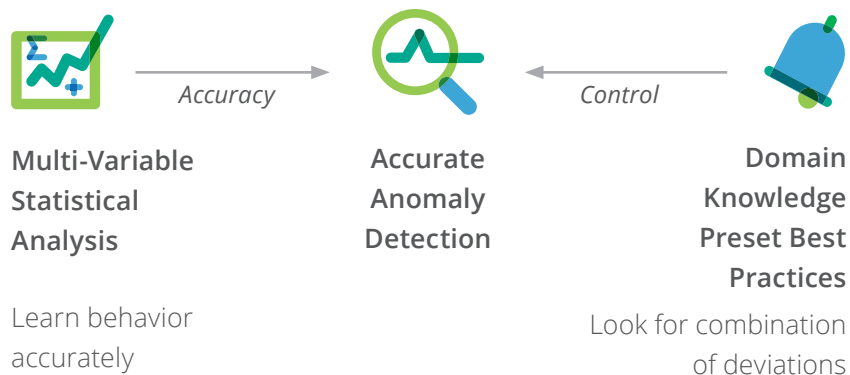 Accuracy
Control
Multi-Variable
Statistical
Analysis
Learn behavior
accurately
Accurate
Anomaly
Detection
Domain
Knowledge
Preset Best
Practices
Look for combination
of deviations